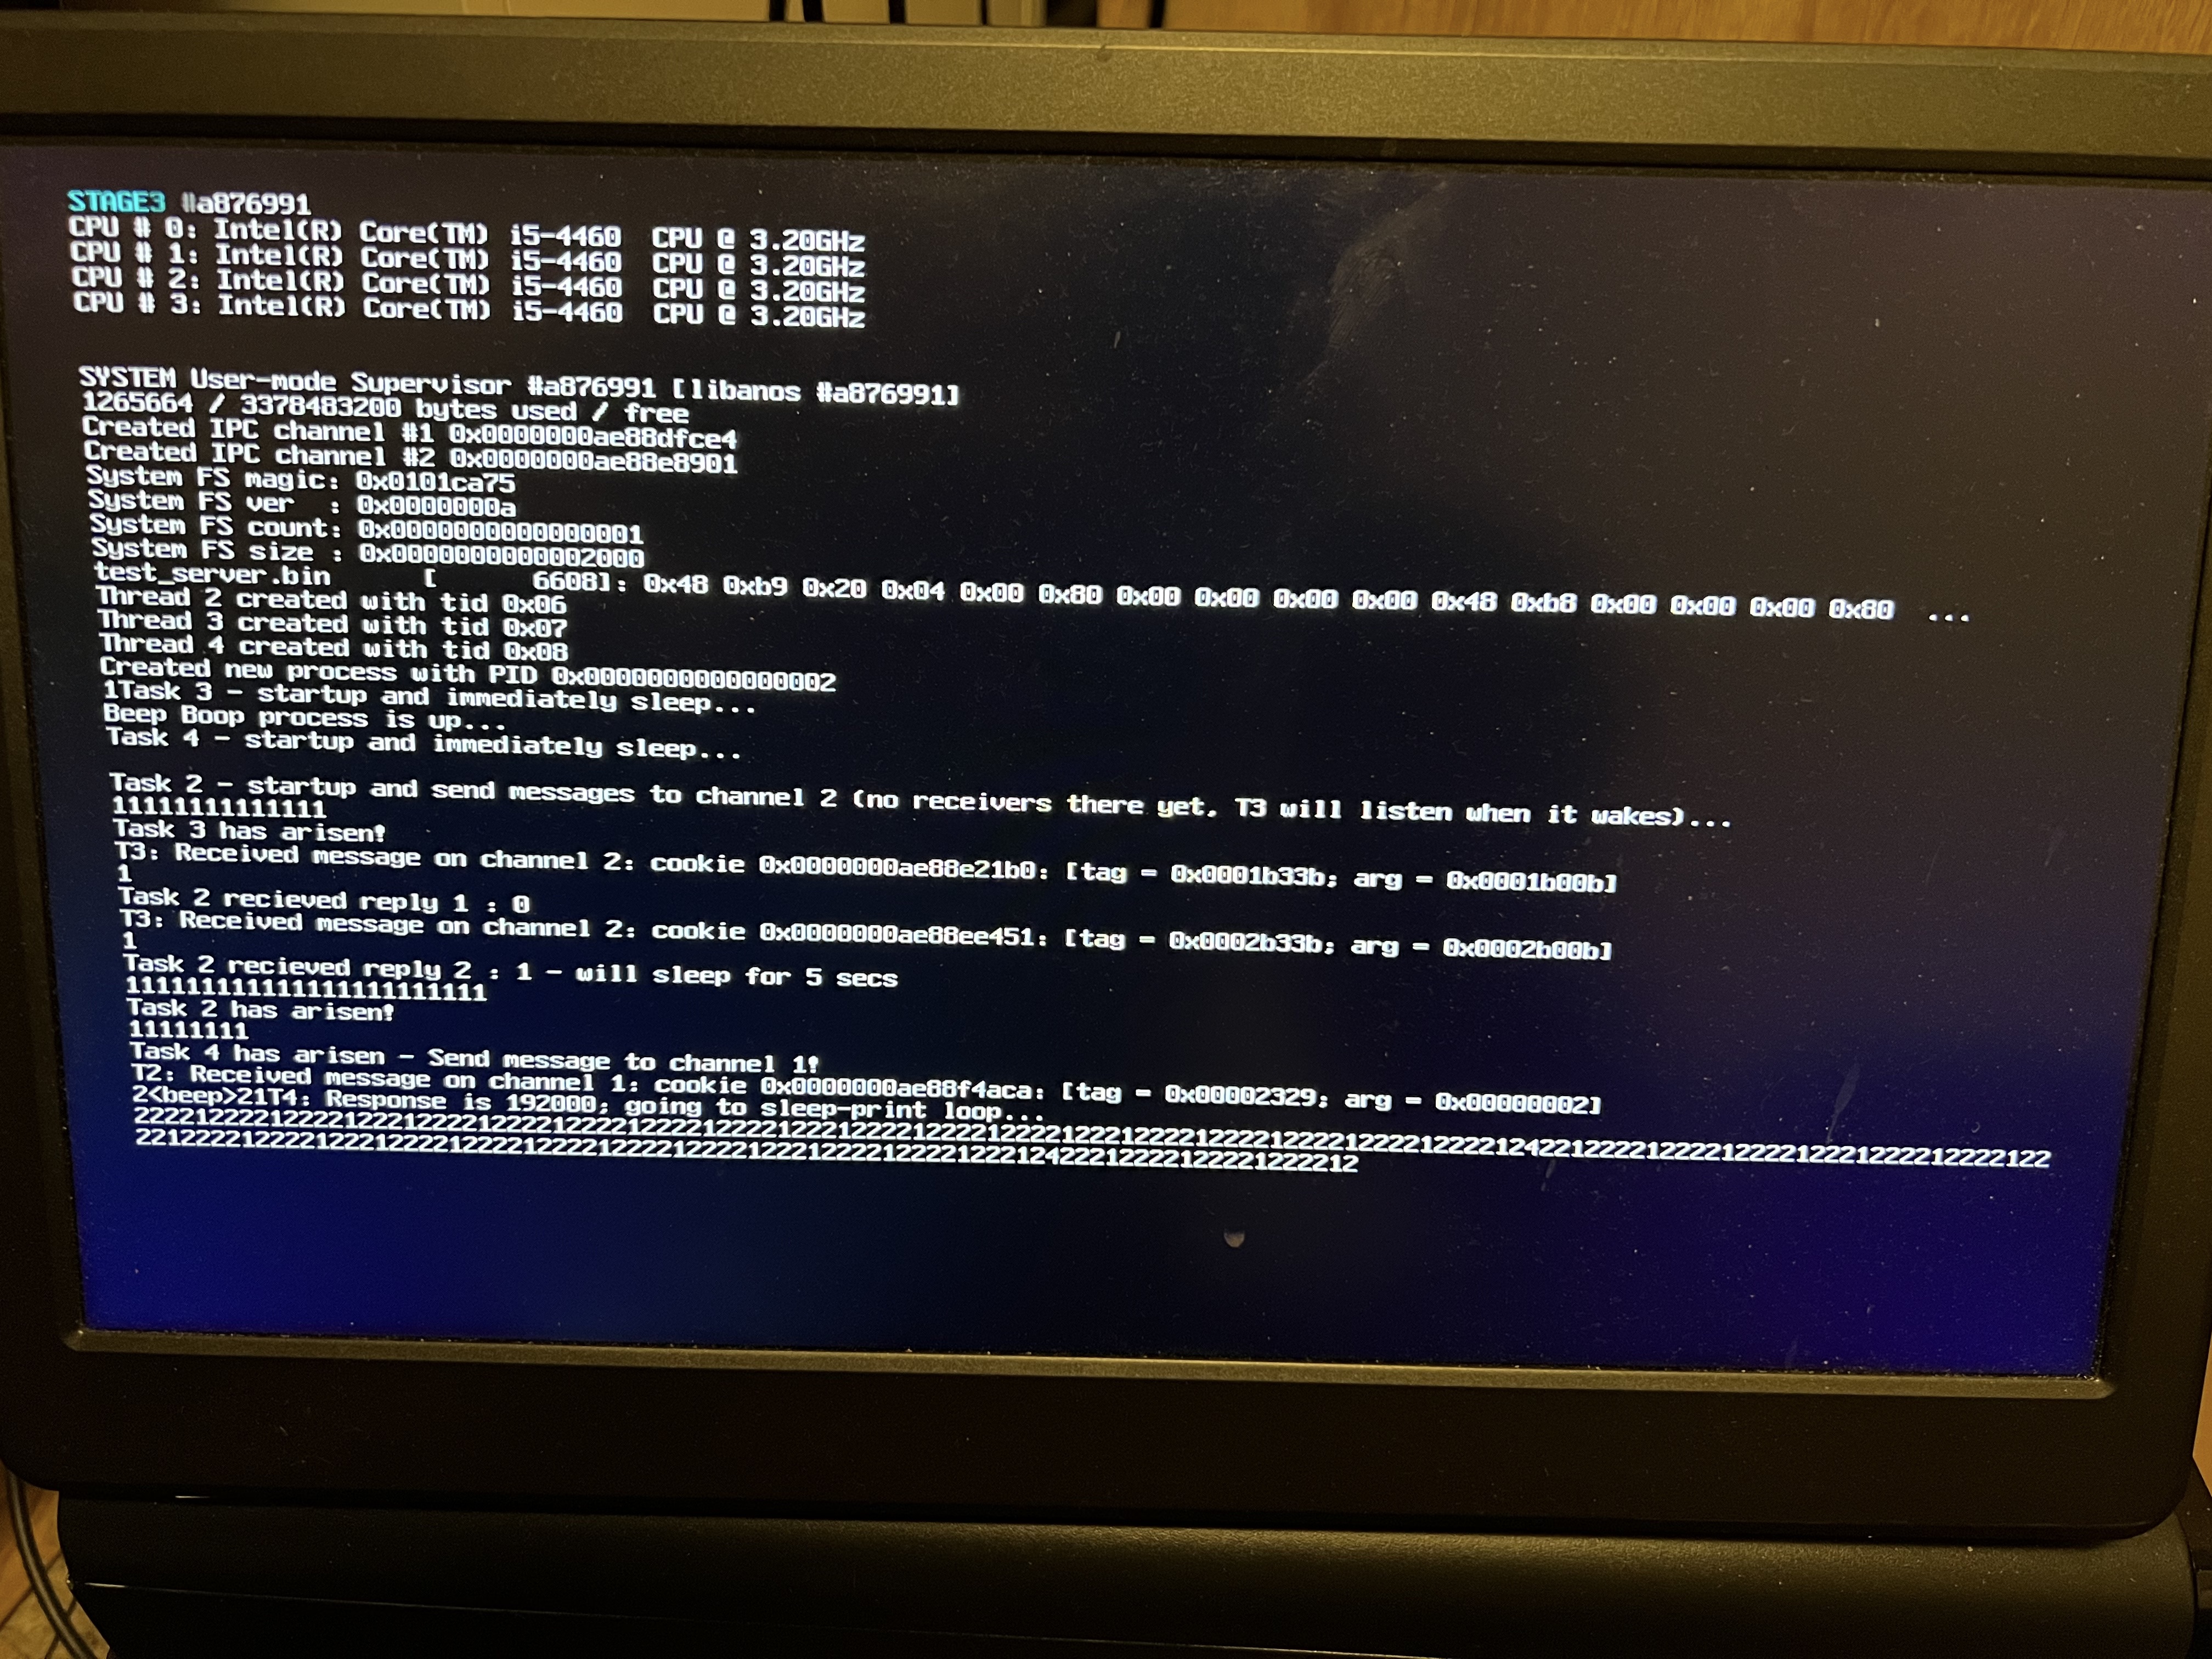 STAGE3 #a876991
CPU # 0: Intel(R) Core(TM) i5-4460  CPU @ 3.20GHz
CPU # 1: Intel(R) Core(TM) i5-4460  CPU @ 3.20GHz
CPU # 2: Intel(R) Core(TM) i5-4460  CPU @ 3.20GHz
CPU # 3: Intel(R) Core(TM) i5-4460  CPU @ 3.20GHz
SYSTEM User-mode Supervisor #a876991 [libanos #a876991]
1265664 / 3378483200 bytes used / free
Created IPC channel #1 0x0000000ae88dfce4
Created IPC channel #2 0x0000000ae88e8901
System FS magic: 0x0101ca75
System FS ver  : 0x0000000a
System FS count: 0x0000000000000001
System FS size : 0x0000000000002000
test_server.bin      [      6608]: 0x48 0xb9 0x20 0x04 0x00 0x80 0x00 0x00 0x00 0x00 0x48 0xb8 0x00 0x00 0x00 0x80  ...
Thread 2 created with tid 0x06
Thread 3 created with tid 0x07
Thread 4 created with tid 0x08
Created new process with PID 0x0000000000000002
1Task 3 - startup and immediately sleep...
Beep Boop process is up...
Task 4 - startup and immediately sleep...
Task 2 - startup and send messages to channel 2 (no receivers there yet, T3 will listen when it wakes)...
11111111111111
Task 3 has arisen!
T3: Received message on channel 2: cookie 0x0000000ae88e21b0: [tag = 0x0001b33b; arg = 0x0001b00b]
1
Task 2 recieved reply 1 : 0
T3: Received message on channel 2: cookie 0x0000000ae88ee451: [tag = 0x0002b33b; arg = 0x0002b00b]
1
Task 2 recieved reply 2 : 1 - will sleep for 5 secs
111111111111111111111111
Task 2 has arisen!
11111111
Task 4 has arisen - Send message to channel 1!
T2: Received message on channel 1: cookie 0x0000000ae88f4aca: [tag = 0x00002329; arg = 0x00000002]
2<beep>21T4: Response is 192000; going to sleep-print loop...